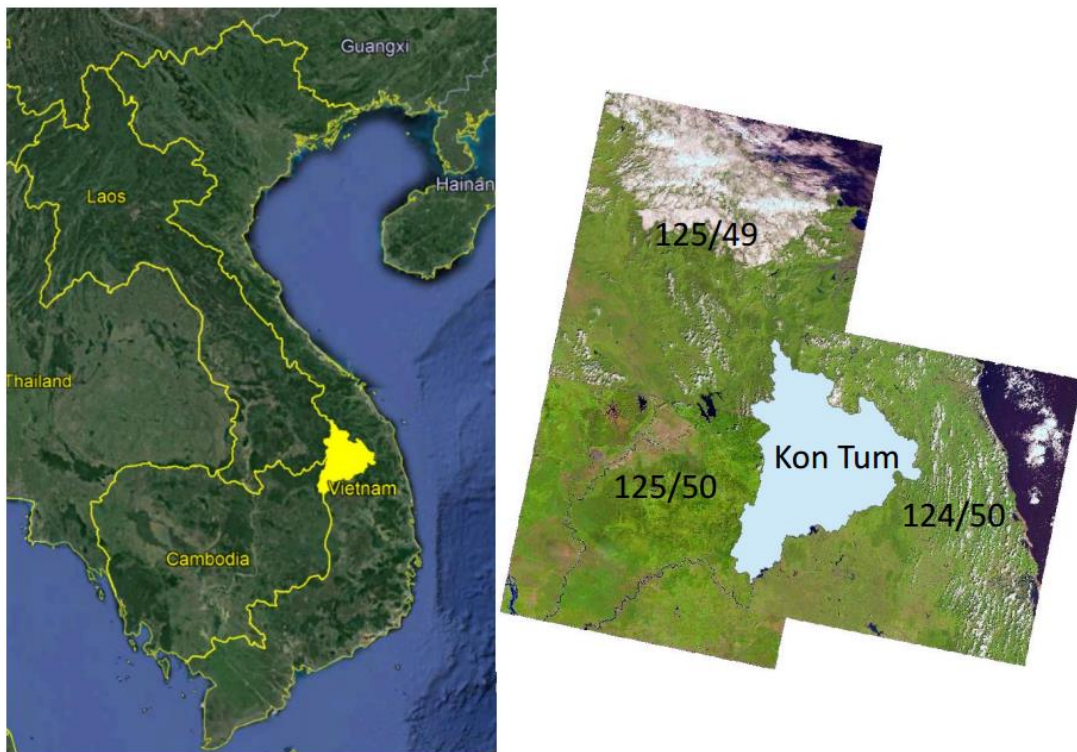 Guangxi
Laos
Hainan
Thailand
Vietnam
Cambodia
125/49
Kon Tum
125/50
124/50